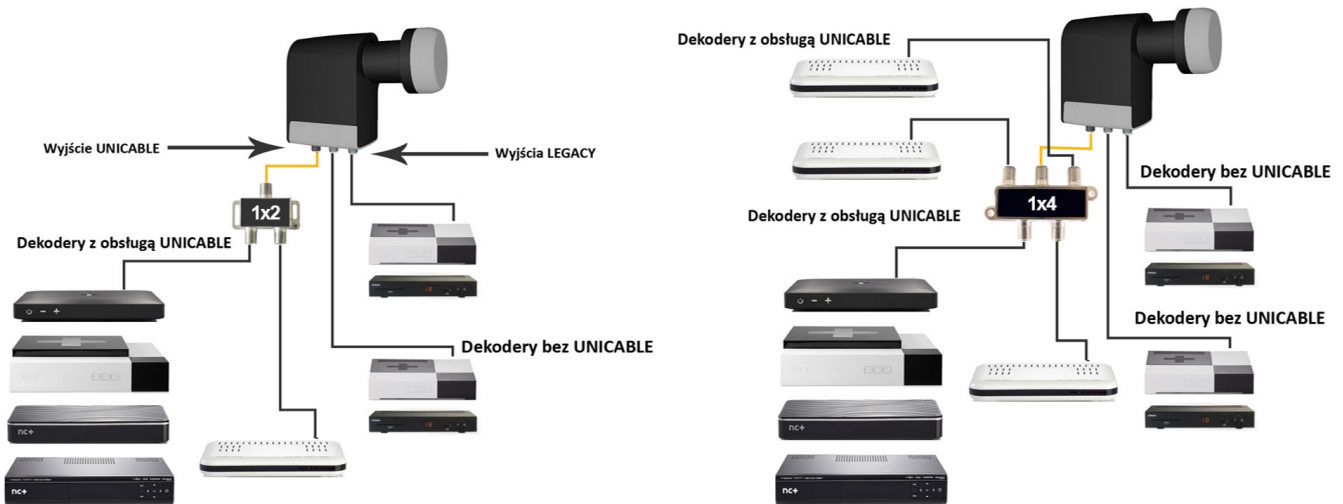 Wyjście UNICABLE
Wyjścia LEGACY
1x2
Dekodery z obsługą UNICABLE
Dekodery bez UNICABLE
nc+
nc+
Dekodery z obsługą UNICABLE
1x4
Dekodery bez UNICABLE
Dekodery z obsługą UNICABLE
Dekodery bez UNICABLE
nc+
nc+